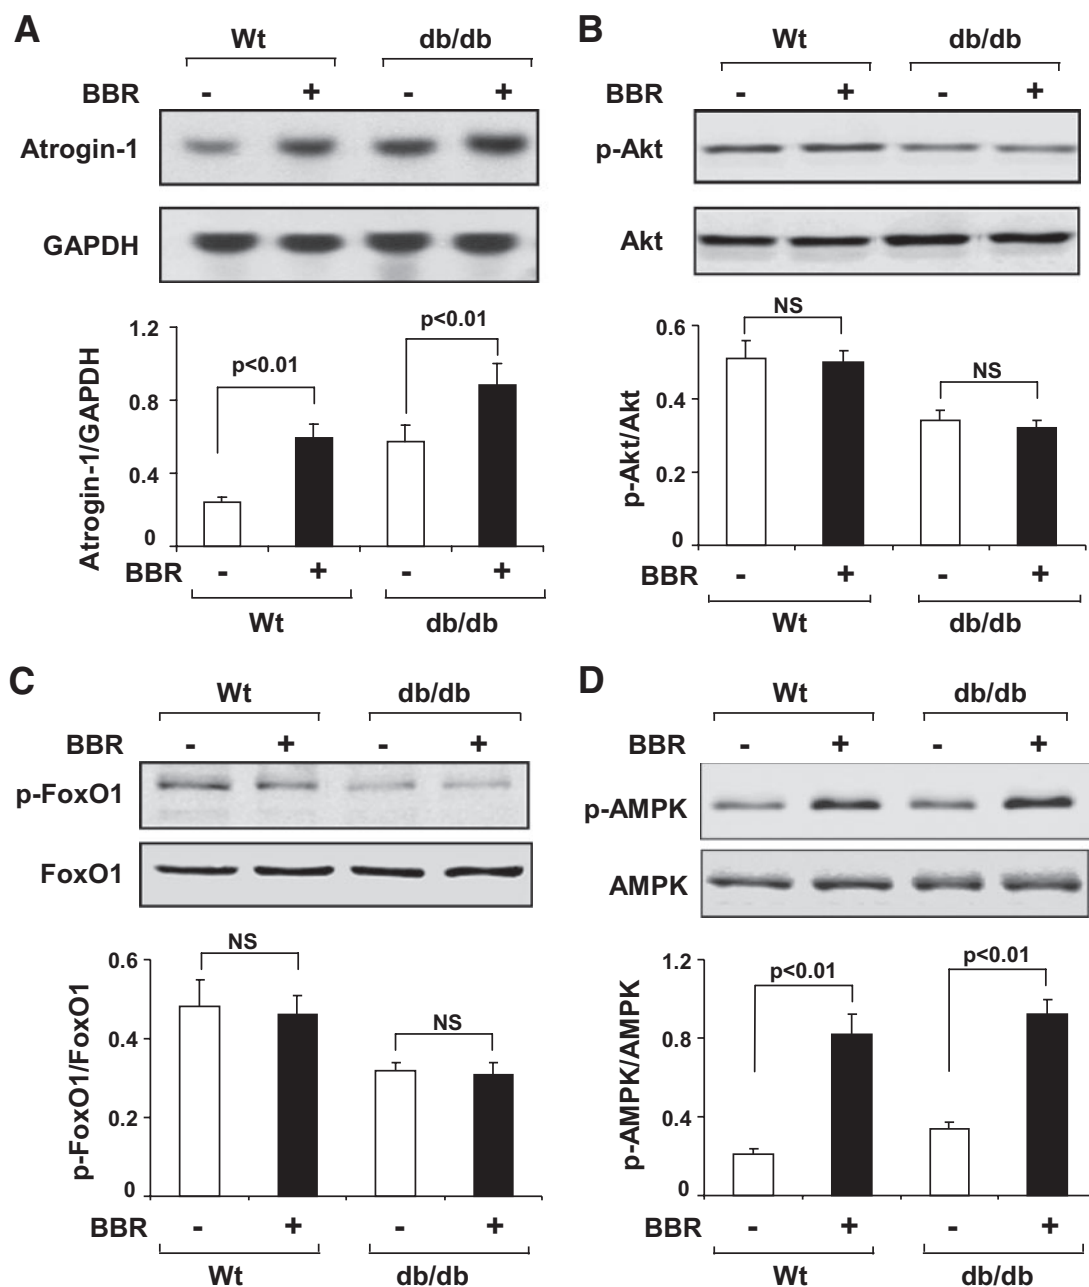 A
Wt db/db
BBR - + - +
Atrogin-1
GAPDH
1.2
0.8
0.4
0
Atrogin-1/GAPDH
p<0.01
p<0.01
BBR - + - +
Wt db/db
B
Wt db/db
BBR - + - +
p-Akt
Akt
0.6
0.4
0.2
0
p-Akt/Akt
NS
NS
BBR - + - +
Wt db/db
C
Wt db/db
BBR - + - +
p-FoxO1
FoxO1
0.6
0.4
0.2
0
p-FoxO1/FoxO1
NS
NS
BBR - + - +
Wt db/db
D
Wt db/db
BBR - + - +
p-AMPK
AMPK
1.2
0.8
0.4
0
p-AMPK/AMPK
p<0.01
p<0.01
BBR - + - +
Wt db/db